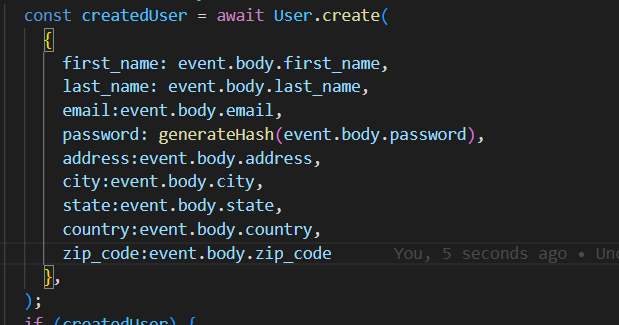 const createdUser = await User.create(
{
first_name: event.body.first_name,
last_name: event.body.last_name,
email:event.body.email,
password: generateHash(event.body.password),
address:event.body.address,
city:event.body.city,
state:event.body.state,
country:event.body.country,
zip_code:event.body.zip_code You, 5 seconds ago •
},
);
if (createdUser) {